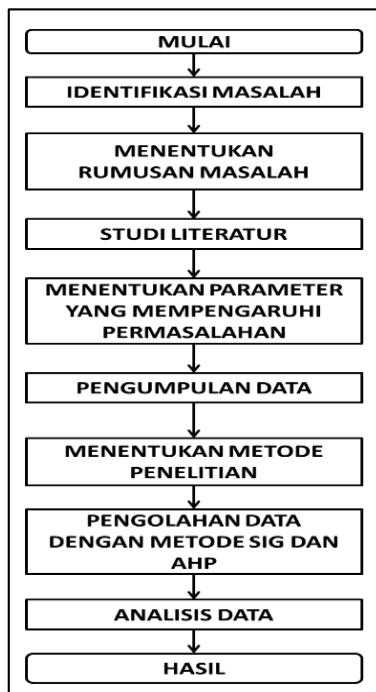 MULAI
IDENTIFIKASI MASALAH
MENENTUKAN
RUMUSAN MASALAH
STUDI LITERATUR
MENENTUKAN PARAMETER
YANG MEMPENGARUHI
PERMASALAHAN
PENGUMPULAN DATA
MENENTUKAN METODE
PENELITIAN
PENGOLAHAN DATA
DENGAN METODE SIG DAN
AHP
ANALISIS DATA
HASIL